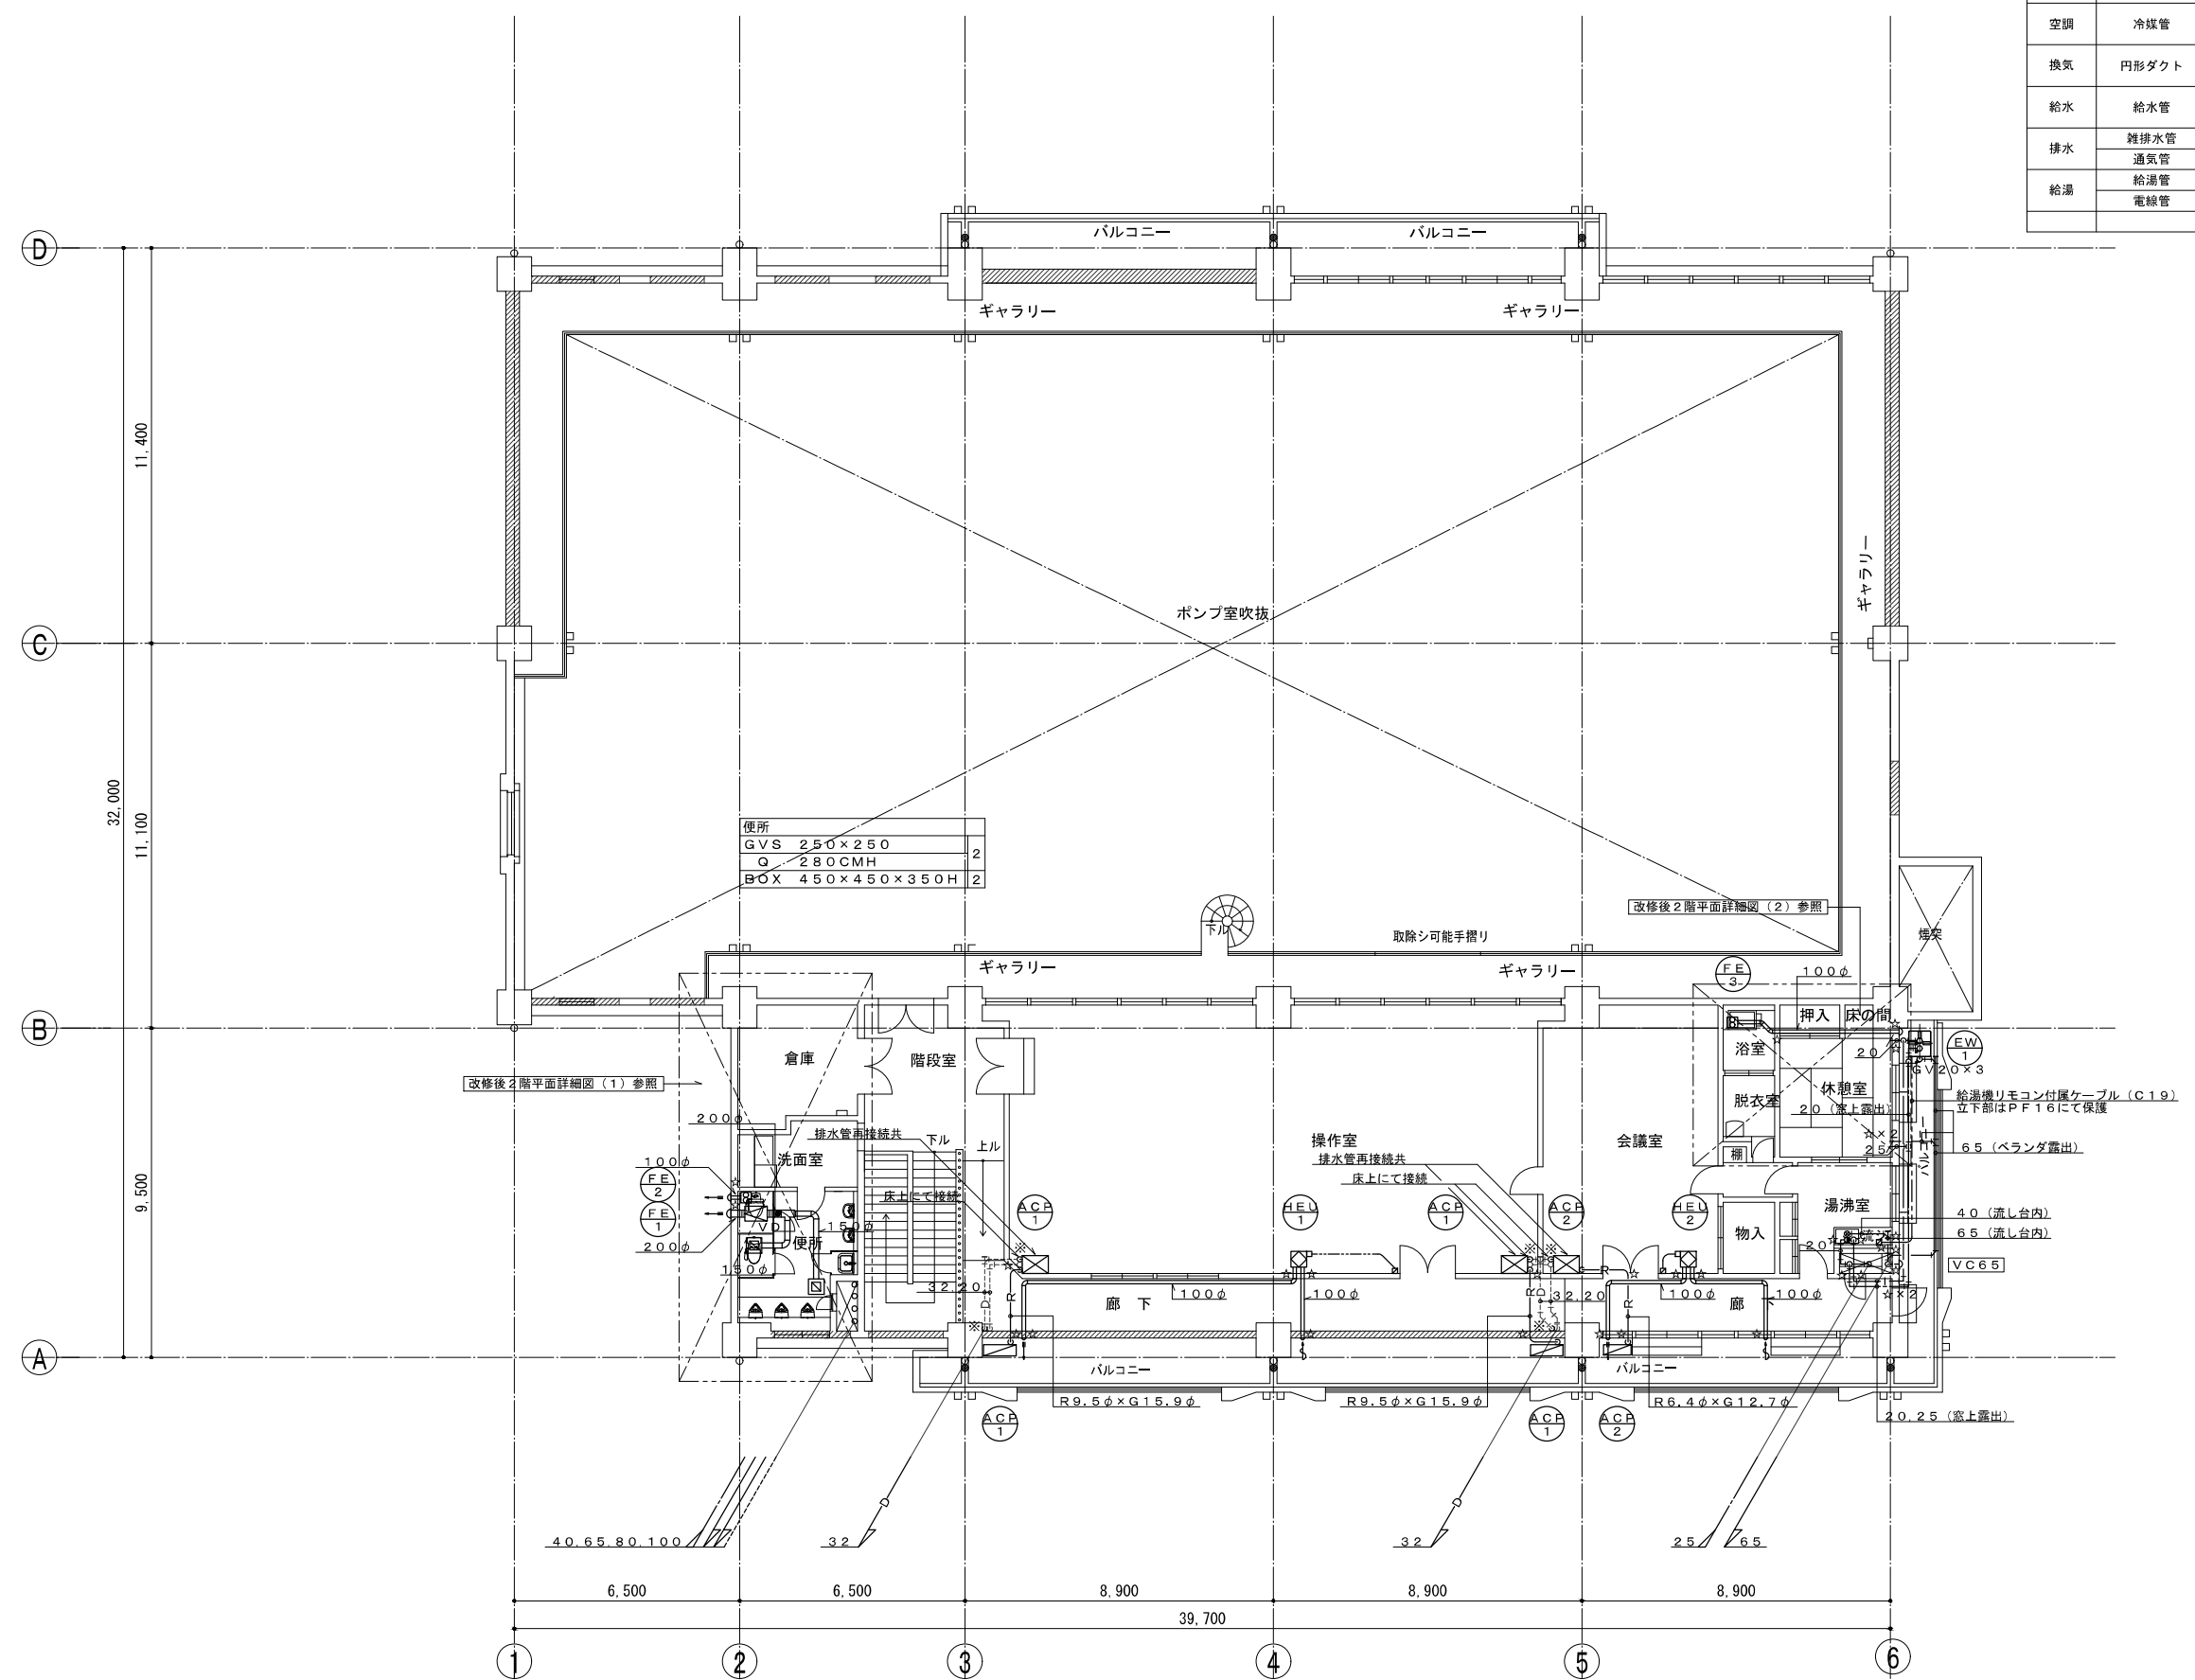 空調 冷媒管
換気 円形ダクト
給水 給水管
排水 雑排水管
通気管
給湯 給湯管
電線管
D
バルコニー バルコニー
ギャラリー ギャラリー
11,400
ギャラリー
ポンプ室吹抜
C
32,000
11,100
便所
GVS 250×250 2
Q 280CMH
BOX 450×450×350H 2
改修後2階平面詳細図(2)参照
下ル
取除シ可能手摺リ
煙突
ギャラリー ギャラリー
FE 3
100φ
B
倉庫
階段室
押入 床の間
浴室
20
EW 1
GV20×3
改修後2階平面詳細図(1)参照
休憩室
脱衣室
20(窓上露出)
給湯機リモコン付属ケーブル(C19)
立下部はPF16にて保護
200φ
排水管再接続共
下ル
上ル
操作室
会議室
☆×2
25
65(ベランダ露出)
バルコニー
洗面室
排水管再接続共
床上にて接続
棚
100φ
FE 2
床上にて接続
9,500
FE 1
ACP 1
HEU 1
ACP 1
ACP 2
HEU 2
湯沸室
40(流し台内)
65(流し台内)
200φ
VD
便所
150φ
150φ
物入
20
VC65
32,20
R
D
廊 下
100φ
100φ
R
D
32,20
R
100φ
廊 下
100φ
☆×2
A
バルコニー
バルコニー
R9.5φ×G15.9φ
R9.5φ×G15.9φ
R6.4φ×G12.7φ
20,25(窓上露出)
ACP 1
ACP 1
ACP 2
D
D
40,65,80,100
32
32
25
65
6,500 6,500 8,900 8,900 8,900
39,700
1 2 3 4 5 6